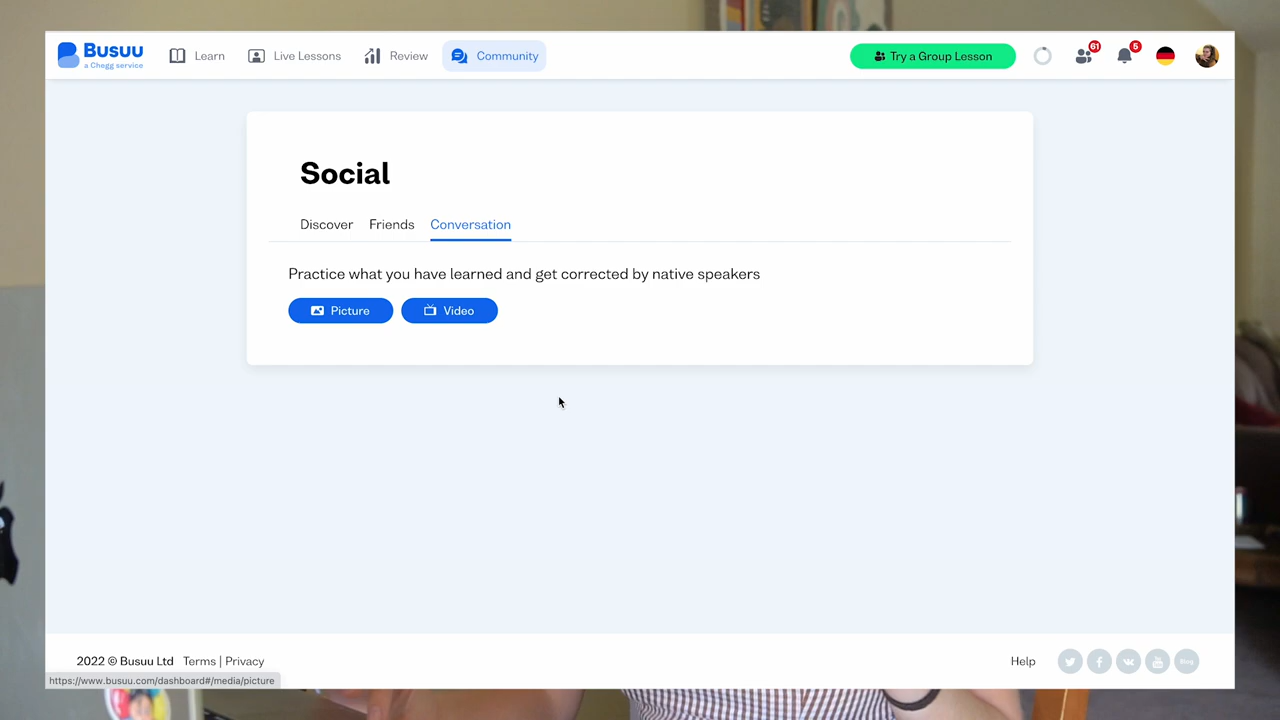 Busuu
a Chegg service
Learn
Live Lessons
Review
Community
Try a Group Lesson
61
5
Social
Discover
Friends
Conversation
Practice what you have learned and get corrected by native speakers
Picture
Video
2022 © Busuu Ltd
Terms | Privacy
Help
You
Blog
https://www.busuu.com/dashboard#/media/picture